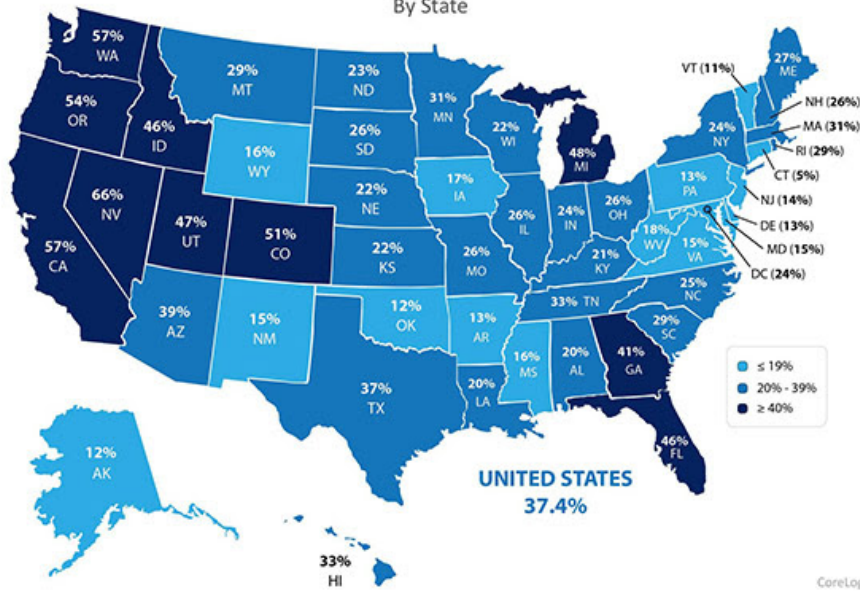 By State
57%
WA
54%
OR
46%
ID
29%
MT
23%
ND
31%
MN
22%
WI
48%
MI
27%
ME
VT (11%)
NH (26%)
MA (31%)
RI (29%)
CT (5%)
NJ (14%)
DE (13%)
MD (15%)
DC (24%)
24%
NY
13%
PA
26%
SD
16%
WY
66%
NV
57%
CA
47%
UT
51%
CO
22%
NE
17%
IA
26%
IL
24%
IN
26%
OH
18%
WV
15%
VA
22%
KS
26%
MO
21%
KY
25%
NC
33% TN
29%
SC
39%
AZ
15%
NM
12%
OK
13%
AR
16%
MS
20%
AL
41%
GA
37%
TX
20%
LA
46%
FL
≤ 19%
20% - 39%
≥ 40%
12%
AK
33%
HI
UNITED STATES
37.4%